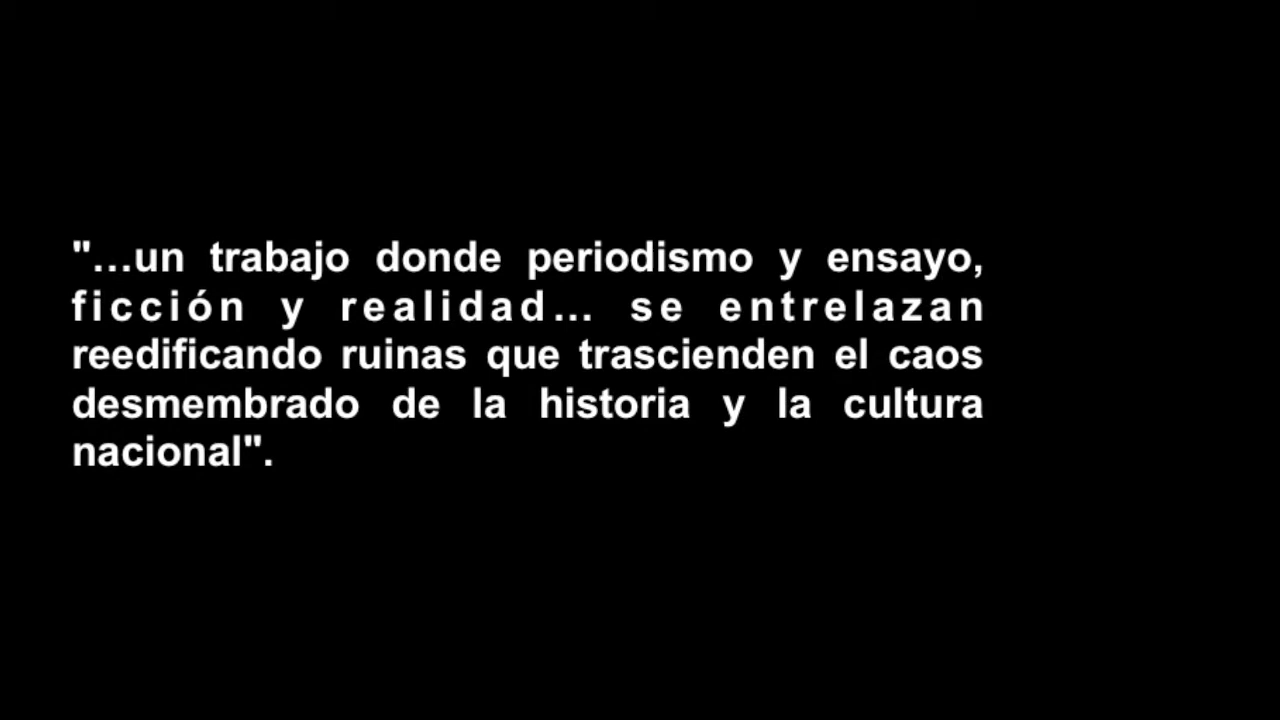 "…un trabajo donde periodismo y ensayo,
ficción y realidad… se entrelazan
reedificando ruinas que trascienden el caos
desmembrado de la historia y la cultura
nacional".